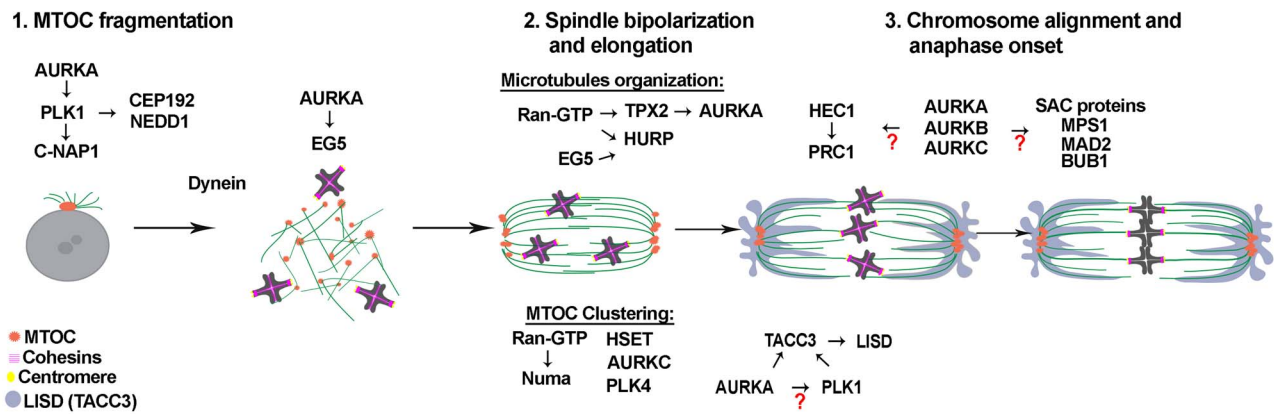 1. MTOC fragmentation
AURKA
↓
PLK1 → CEP192
NEDD1
↓
C-NAP1
Dynein
AURKA
↓
EG5
2. Spindle bipolarization
and elongation
Microtubules organization:
Ran-GTP → TPX2 → AURKA
↘ HURP
EG5 ↗
MTOC Clustering:
Ran-GTP
↓
Numa
HSET
AURKC
PLK4
3. Chromosome alignment and
anaphase onset
HEC1
↓
PRC1
←
?
AURKA
AURKB
AURKC
→
?
SAC proteins
MPS1
MAD2
BUB1
TACC3 → LISD
↗ ↖
AURKA → PLK1
?
MTOC
Cohesins
Centromere
LISD (TACC3)